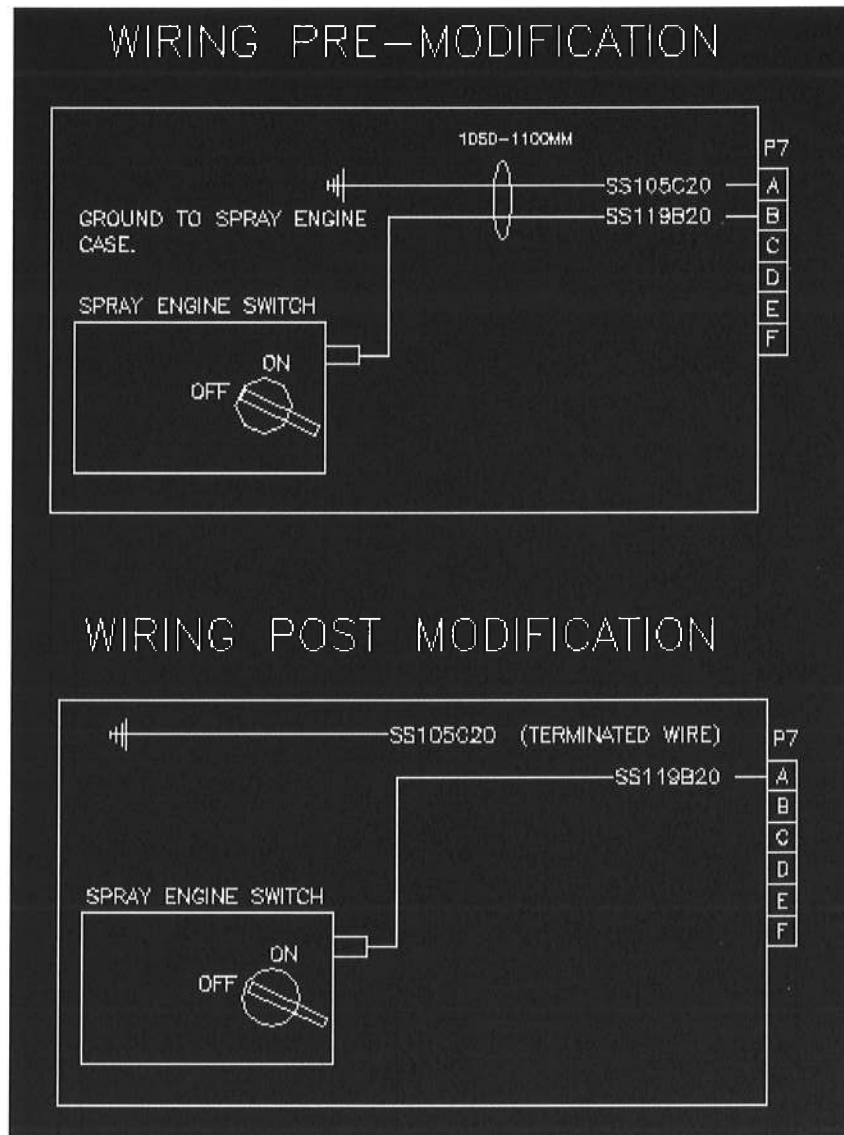 WIRING PRE-MODIFICATION
1050-1100MM
P7
SS105C20
A
GROUND TO SPRAY ENGINE
CASE.
SS119B20
B
C
D
E
F
SPRAY ENGINE SWITCH
ON
OFF
WIRING POST MODIFICATION
SS105C20 (TERMINATED WIRE)
P7
SS119B20
A
B
C
D
E
F
SPRAY ENGINE SWITCH
ON
OFF